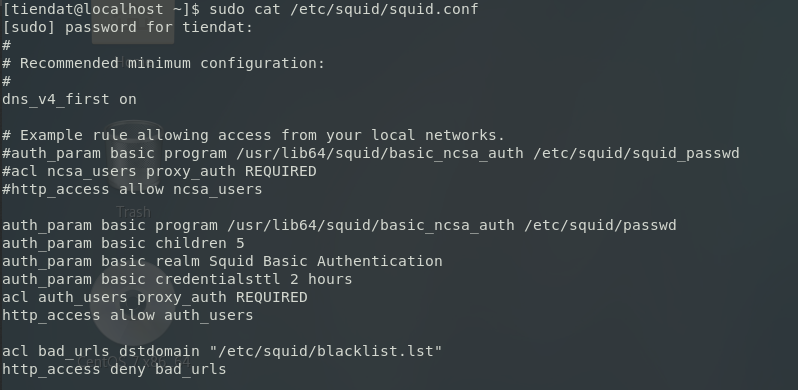 [tiendat@localhost ~]$ sudo cat /etc/squid/squid.conf
[sudo] password for tiendat:
#
# Recommended minimum configuration:
#
dns_v4_first on
# Example rule allowing access from your local networks.
#auth_param basic program /usr/lib64/squid/basic_ncsa_auth /etc/squid/squid_passwd
#acl ncsa_users proxy_auth REQUIRED
#http_access allow ncsa_users
Trash
auth_param basic program /usr/lib64/squid/basic_ncsa_auth /etc/squid/passwd
auth_param basic children 5
auth_param basic realm Squid Basic Authentication
auth_param basic credentialsttl 2 hours
acl auth_users proxy_auth REQUIRED
http_access allow auth_users
acl bad_urls dstdomain "/etc/squid/blacklist.lst"
CentOS 7 x86_64
http_access deny bad_urls